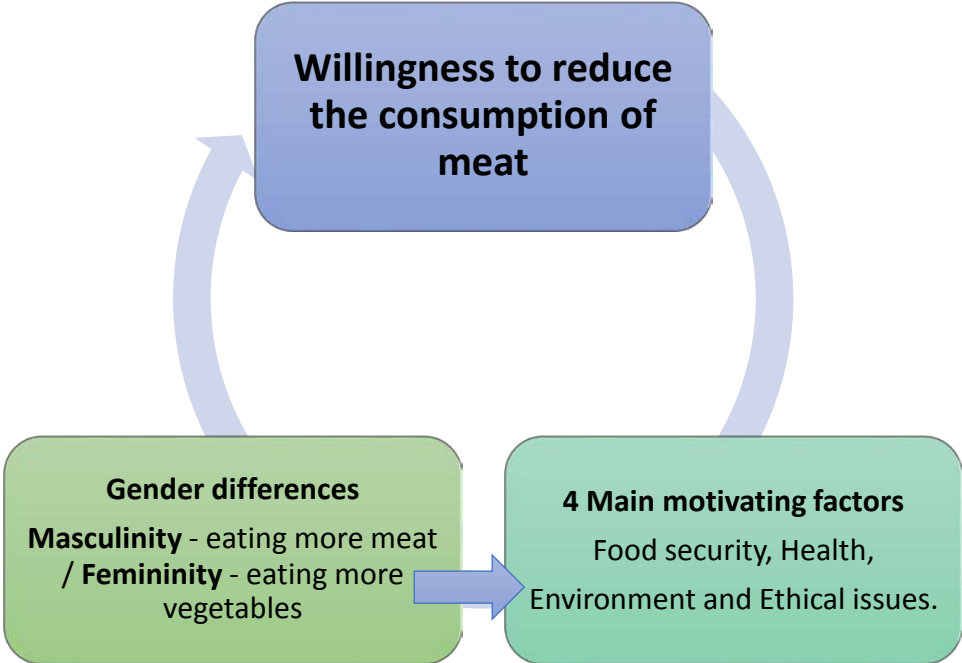 Willingness to reduce
the consumption of
meat
Gender differences
Masculinity - eating more meat
/ Femininity - eating more
vegetables
4 Main motivating factors
Food security, Health,
Environment and Ethical issues.